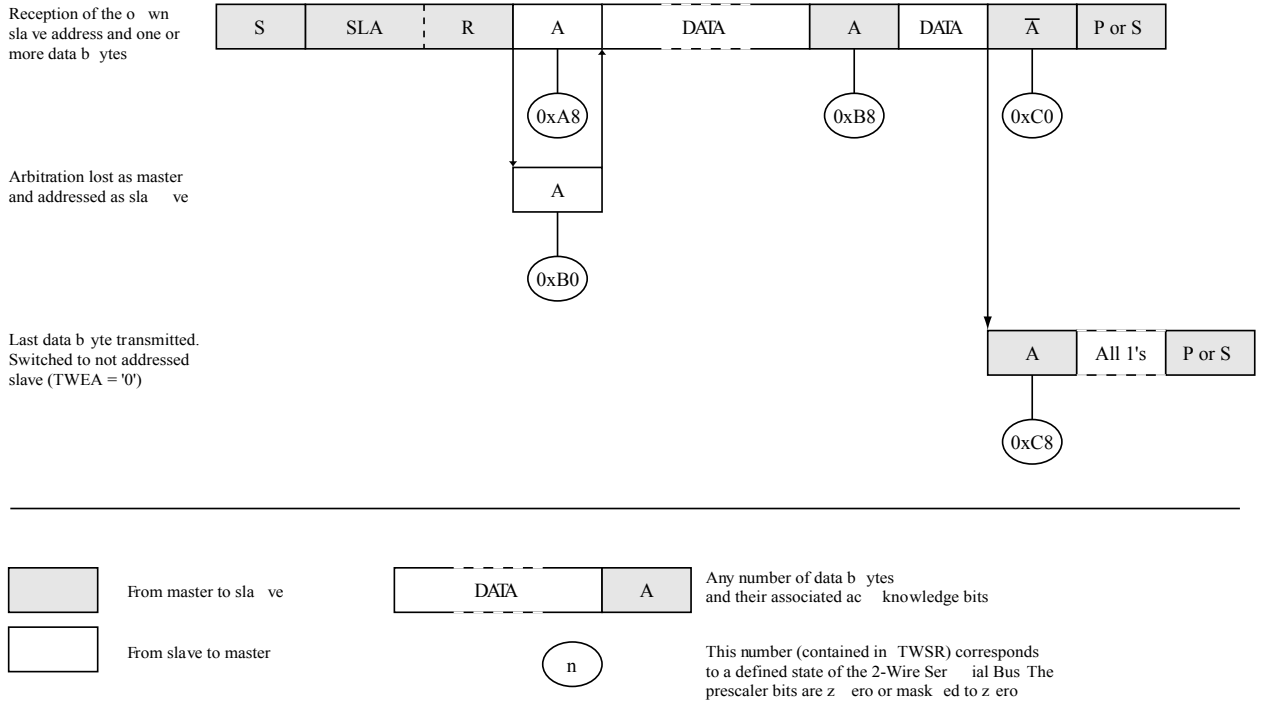 Reception of the o wn
sla ve address and one or
more data b ytes
S SLA R A DATA A DATA A P or S
0xA8 0xB8 0xC0
Arbitration lost as master
and addressed as sla ve
A
0xB0
Last data b yte transmitted.
Switched to not addressed
slave (TWEA = '0')
A All 1's P or S
0xC8
From master to sla ve
DATA A
Any number of data b ytes
and their associated ac knowledge bits
From slave to master
n
This number (contained in TWSR) corresponds
to a defined state of the 2-Wire Ser ial Bus The
prescaler bits are z ero or mask ed to z ero